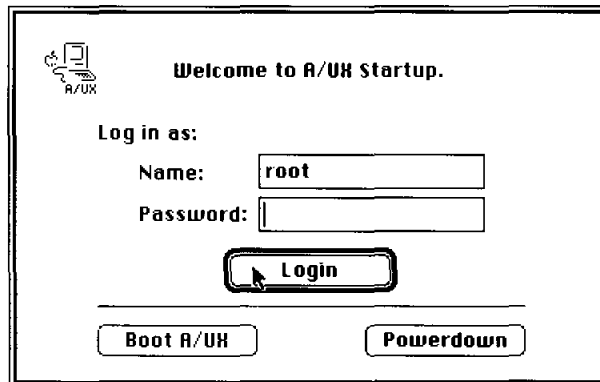 A/UX
Welcome to A/UX Startup.
Log in as:
Name: root
Password:
Login
Boot A/UX
Powerdown